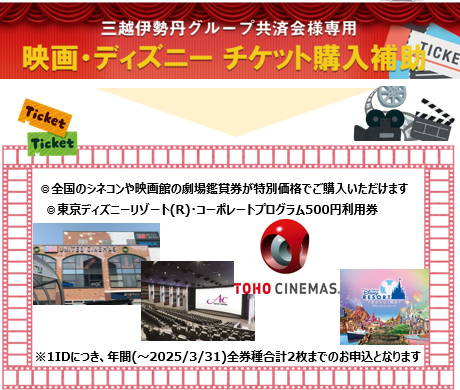 三越伊勢丹グループ共済会様専用
映画・ディズニー チケット購入補助
TICKE
Ticket
Ticket
◎全国のシネコンや映画館の劇場鑑賞券が特別価格でご購入いただけます
◎東京ディズニーリゾート(R)・コーポレートプログラム500円利用券
UNITED CINEMAS
AC
TOHO CINEMAS
Disney
RESORT
※1IDにつき、年間(～2025/3/31)全券種合計2枚までのお申込となります